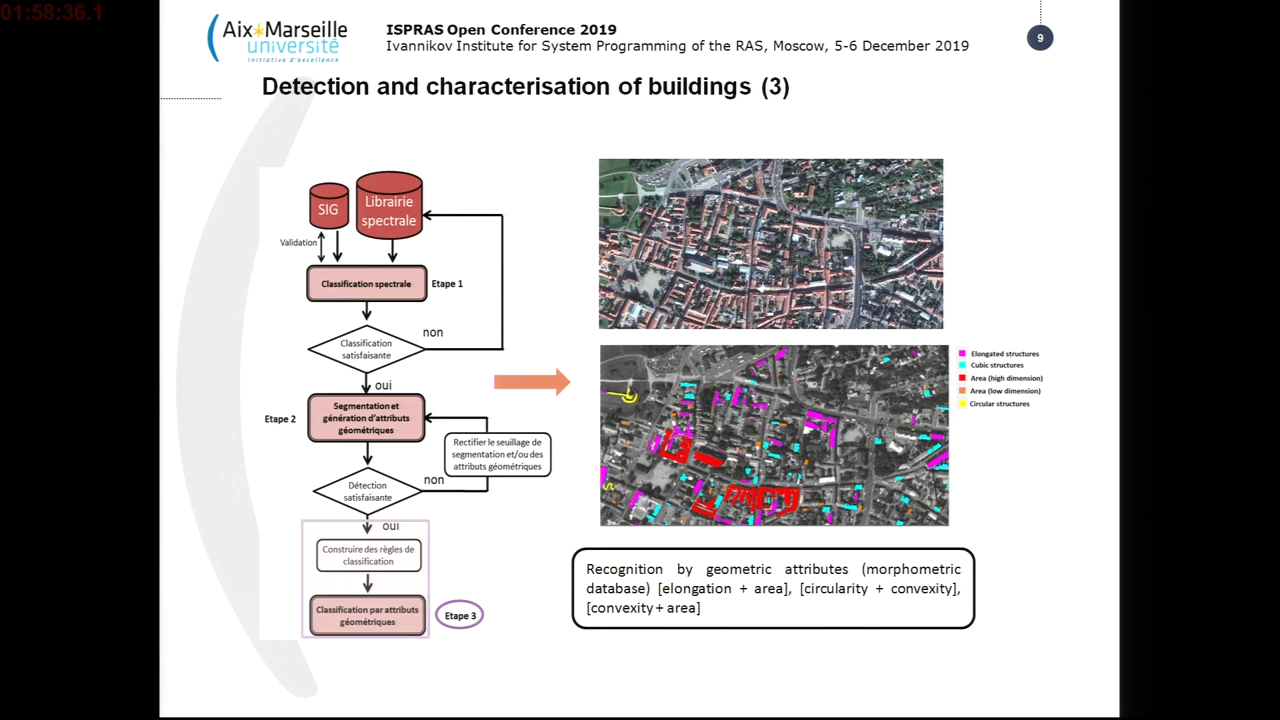 01:58:36.1
Aix*Marseille
université
Initiative d'excellence
ISPRAS Open Conference 2019
Ivannikov Institute for System Programming of the RAS, Moscow, 5-6 December 2019
9
Detection and characterisation of buildings (3)
SIG
Librairie
spectrale
Validation
Classification spectrale
Etape 1
non
Classification
satisfaisante
oui
Etape 2
Segmentation et
génération d'attributs
géométriques
Rectifier le seuillage de
segmentation et/ou des
attributs géométriques
non
Détection
satisfaisante
oui
Construire des règles de
classification
Classification par attributs
géométriques
Etape 3
Elongated structures
Cubic structures
Area (high dimension)
Area (low dimension)
Circular structures
Recognition by geometric attributes (morphometric
database) [elongation + area], [circularity + convexity],
[convexity + area]